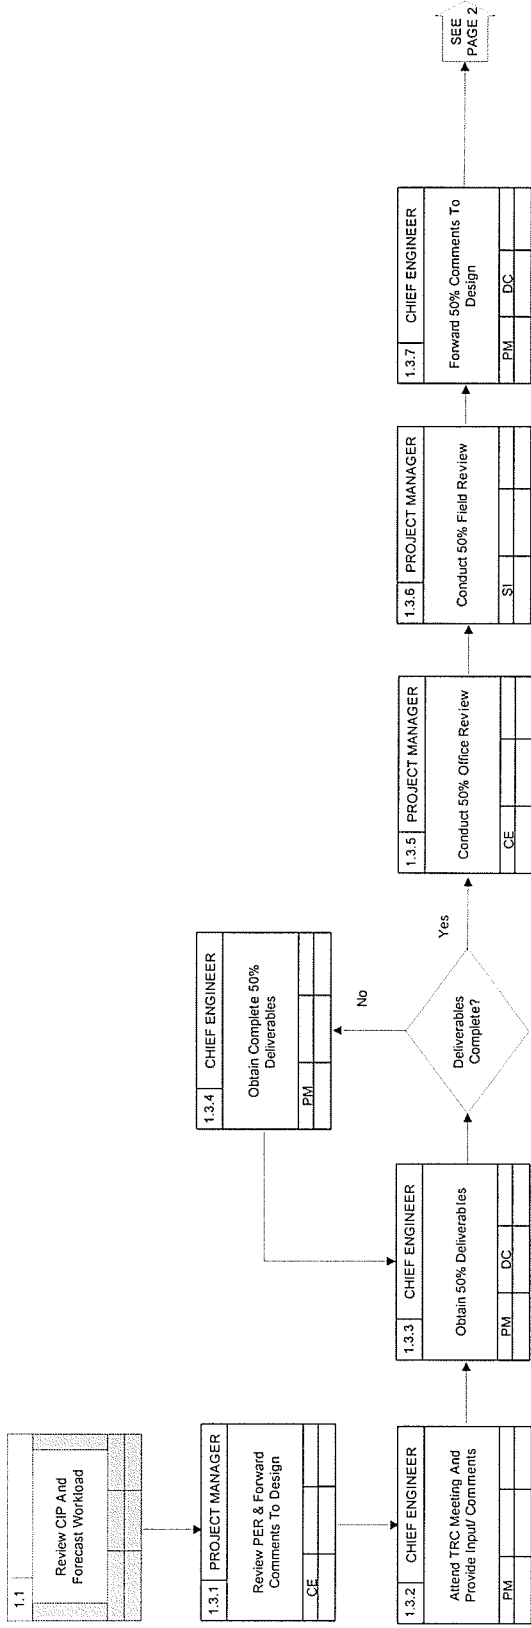 1.1
Review CIP And
Forecast Workload
1.3.1 PROJECT MANAGER
Review PER & Forward
Comments To Design
CE
1.3.2 CHIEF ENGINEER
Attend TRC Meeting And
Provide Input/ Comments
PM
1.3.3 CHIEF ENGINEER
Obtain 50% Deliverables
PM DC
Deliverables
Complete?
No
1.3.4 CHIEF ENGINEER
Obtain Complete 50%
Deliverables
PM
Yes
1.3.5 PROJECT MANAGER
Conduct 50% Office Review
CE
1.3.6 PROJECT MANAGER
Conduct 50% Field Review
SI
1.3.7 CHIEF ENGINEER
Forward 50% Comments To
Design
PM DC
SEE
PAGE 2